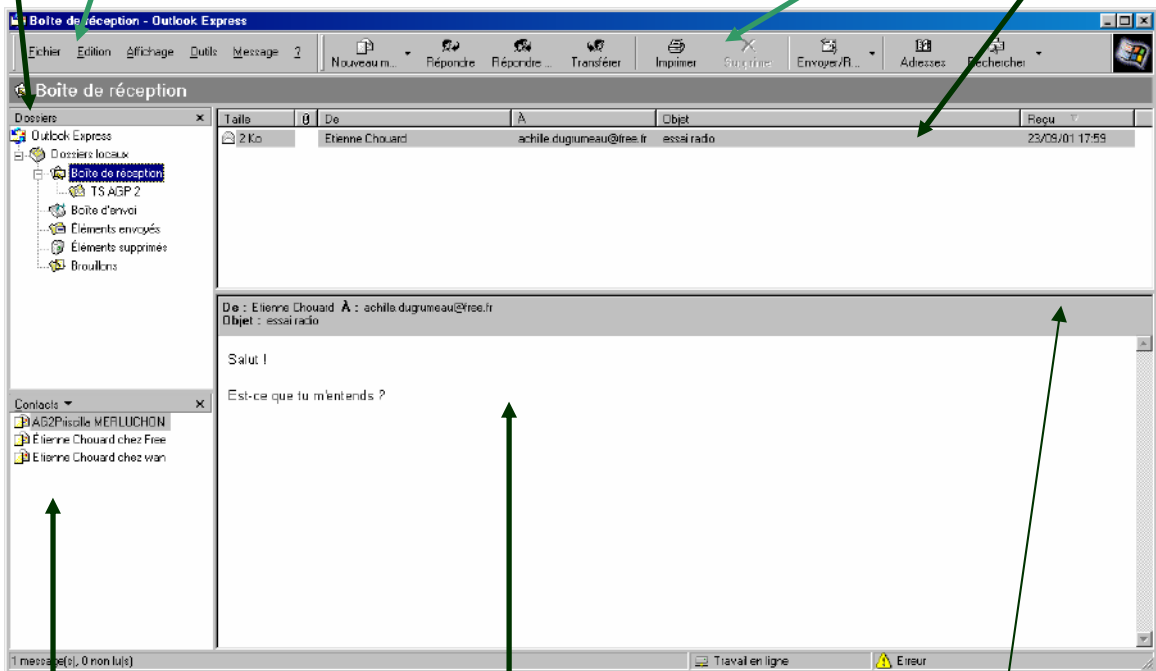 Boîte de réception - Outlook Express
Fichier Edition Affichage Outils Message ?
Nouveau m... Répondre Répondre ... Transférer Imprimer Supprimer Envoyer/R... Adresses Rechercher
Boîte de réception
Dossiers
Outlook Express
Dossiers locaux
Boîte de réception
TS AGP 2
Boîte d'envoi
Éléments envoyés
Éléments supprimés
Brouillons
Taille De À Objet Reçu
2 Ko Etienne Chouard achille.dugrumeau@free.fr essai radio 23/09/01 17:59
De : Etienne Chouard À : achille.dugrumeau@free.fr
Objet : essai radio
Salut !
Est-ce que tu m'entends ?
Contacts
AG2Priscilla MERLUCHON
Étienne Chouard chez Free
Etienne Chouard chez wan
1 message(s), 0 non lu(s) Travail en ligne Erreur